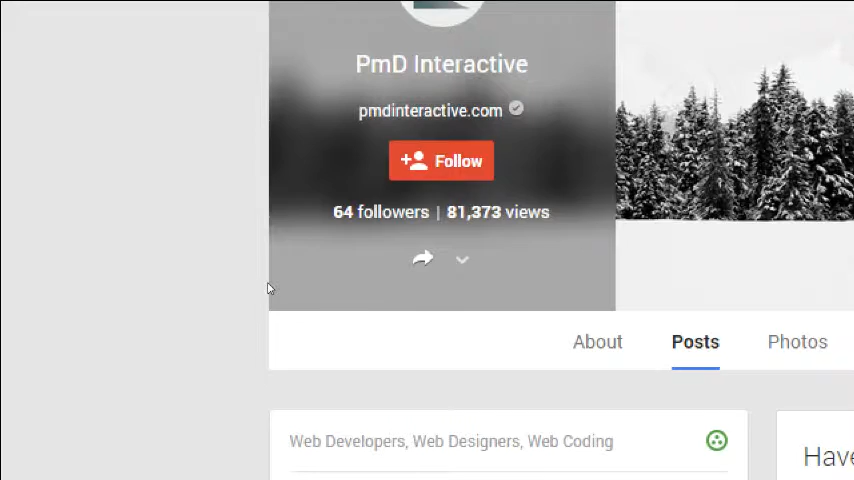 PmD Interactive
pmdinteractive.com
Follow
64 followers | 81,373 views
About Posts Photos
Web Developers, Web Designers, Web Coding
Have